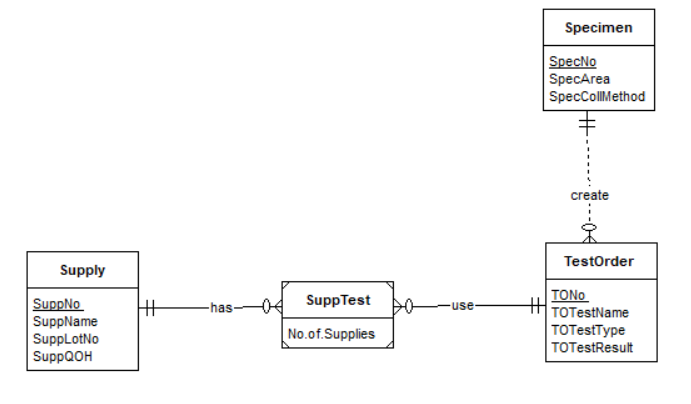 Specimen
SpecNo
SpecArea
SpecCollMethod
create
Supply
SuppNo
SuppName
SuppLotNo
SuppQOH
has
SuppTest
No.of.Supplies
use
TestOrder
TONo
TOTestName
TOTestType
TOTestResult